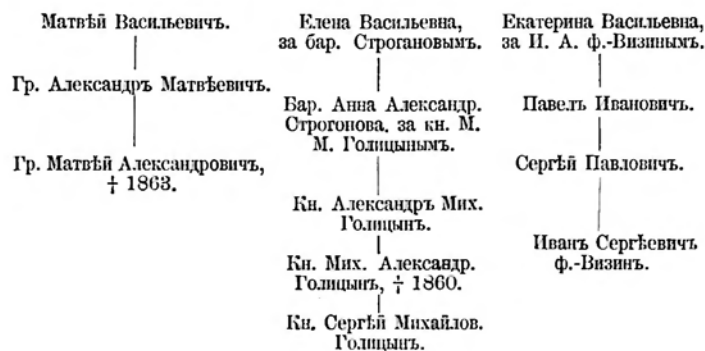 Матвѣй Васильевичъ.
Гр. Александръ Матвѣевичъ.
Гр. Матвѣй Александровичъ,
† 1863.
Елена Васильевна,
за бар. Строгановымъ.
Бар. Анна Александр.
Строгонова, за кн. М.
М. Голицынымъ.
Кн. Александръ Мих.
Голицынъ.
Кн. Мих. Александр.
Голицынъ, † 1860.
Кн. Сергѣй Михайлов.
Голицынъ.
Екатерина Васильевна,
за И. А. ф.-Визинымъ.
Павелъ Ивановичъ.
Сергѣй Павловичъ.
Иванъ Сергѣевичъ
ф.-Визинъ.